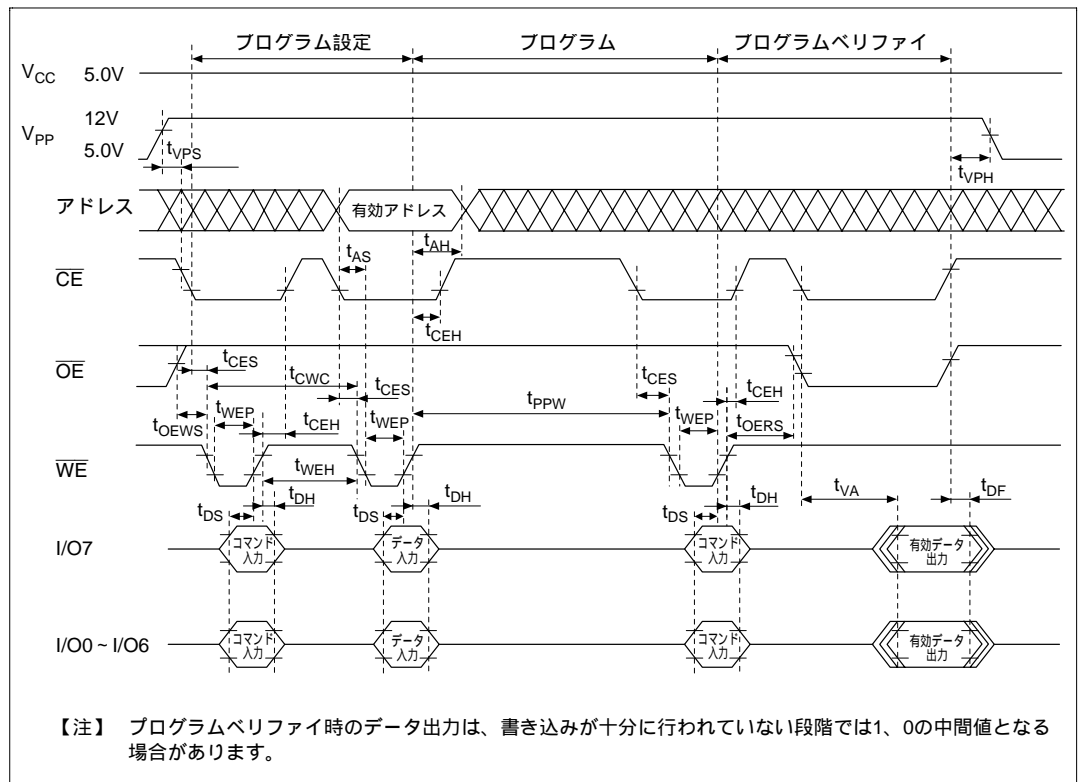 プログラム設定 プログラム プログラムベリファイ
VCC 5.0V
12V
VPP
5.0V
tVPS
tVPH
アドレス 有効アドレス
tAS tAH
CE
tCEH
OE
tCES tCWC tCES tCES tCEH
tPPW
tWEP tWEP tWEP
tOEWS tCEH tOERS
WE
tWEH tVA tDF
tDH tDH tDH
tDS tDS tDS
I/O7 コマンド入力 データ入力 コマンド入力 有効データ出力
I/O0 ~ I/O6 コマンド入力 データ入力 コマンド入力 有効データ出力
【注】 プログラムベリファイ時のデータ出力は、書き込みが十分に行われていない段階では1、0の中間値となる
場合があります。